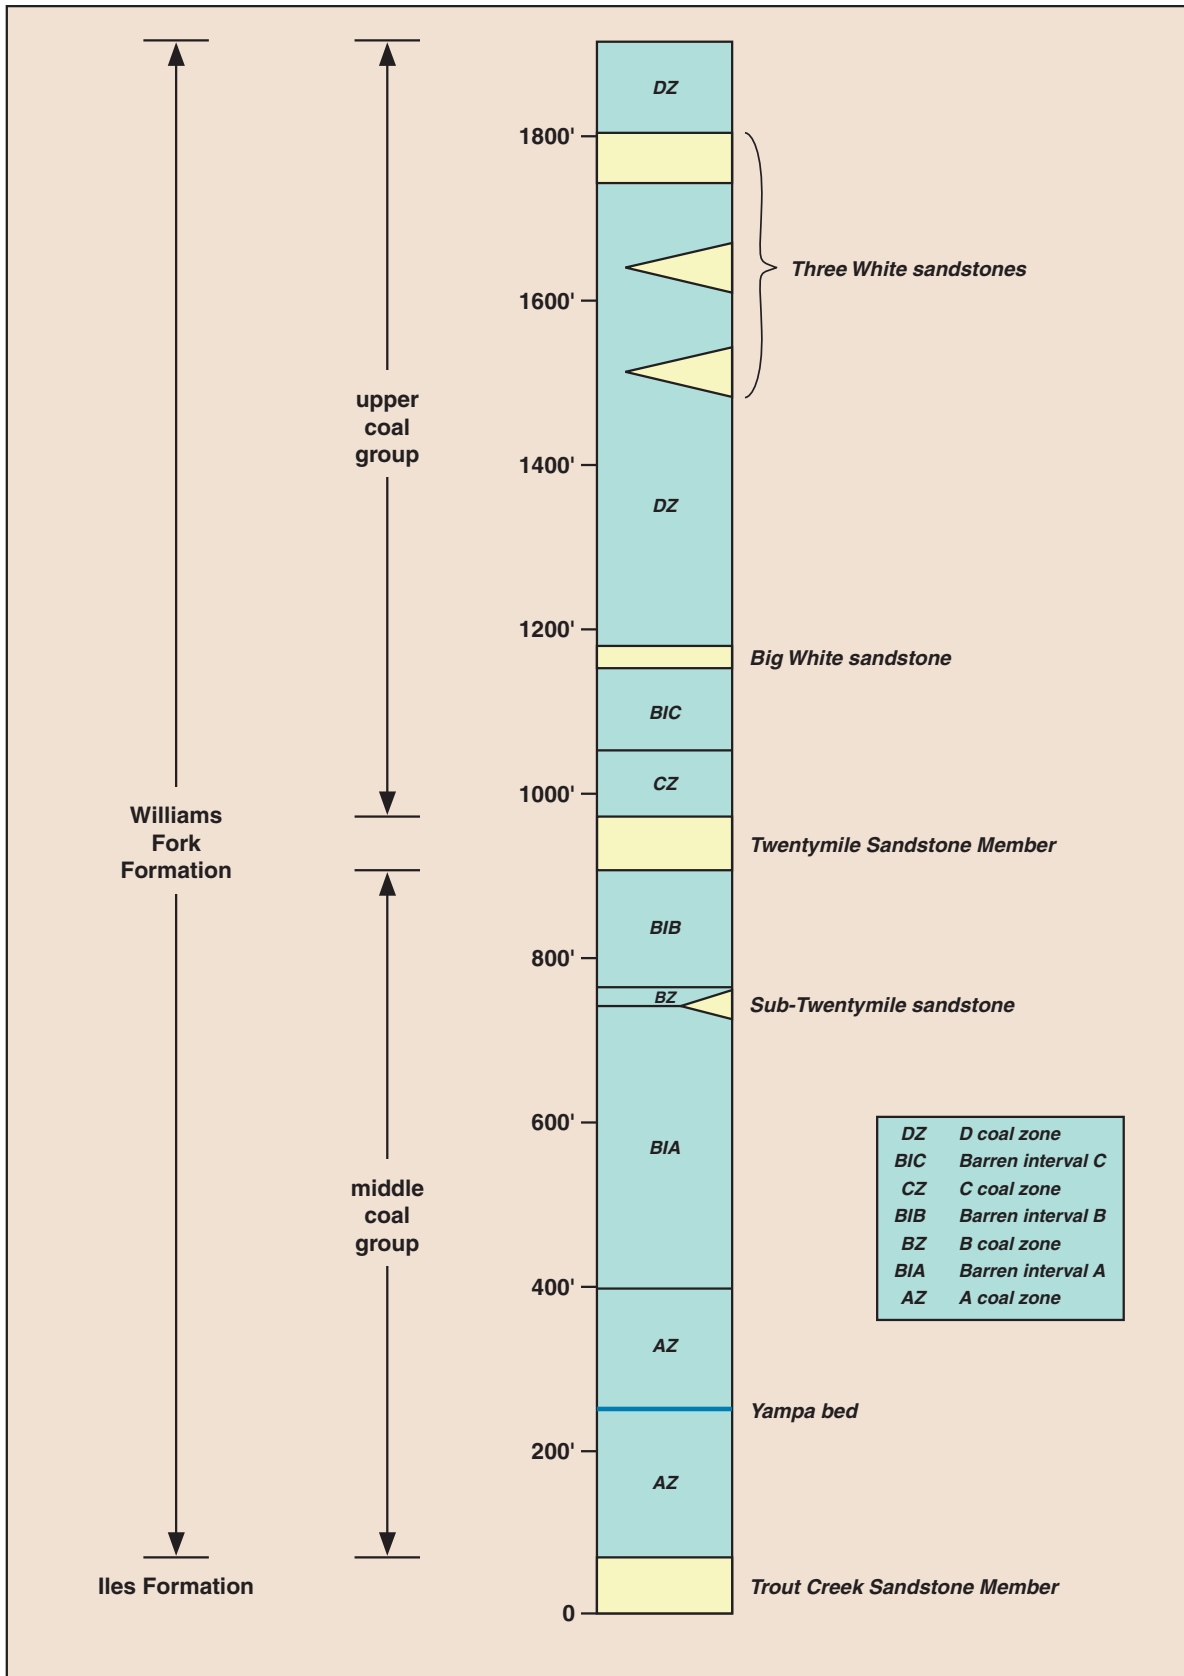 DZ
1800'
Three White sandstones
1600'
upper
coal
group
1400'
DZ
1200'
Big White sandstone
BIC
CZ
1000'
Williams
Fork
Formation
Twentymile Sandstone Member
BIB
800'
BZ
Sub-Twentymile sandstone
600'
BIA
middle
coal
group
DZ D coal zone
BIC Barren interval C
CZ C coal zone
BIB Barren interval B
BZ B coal zone
BIA Barren interval A
AZ A coal zone
400'
AZ
Yampa bed
200'
AZ
Iles Formation
Trout Creek Sandstone Member
0